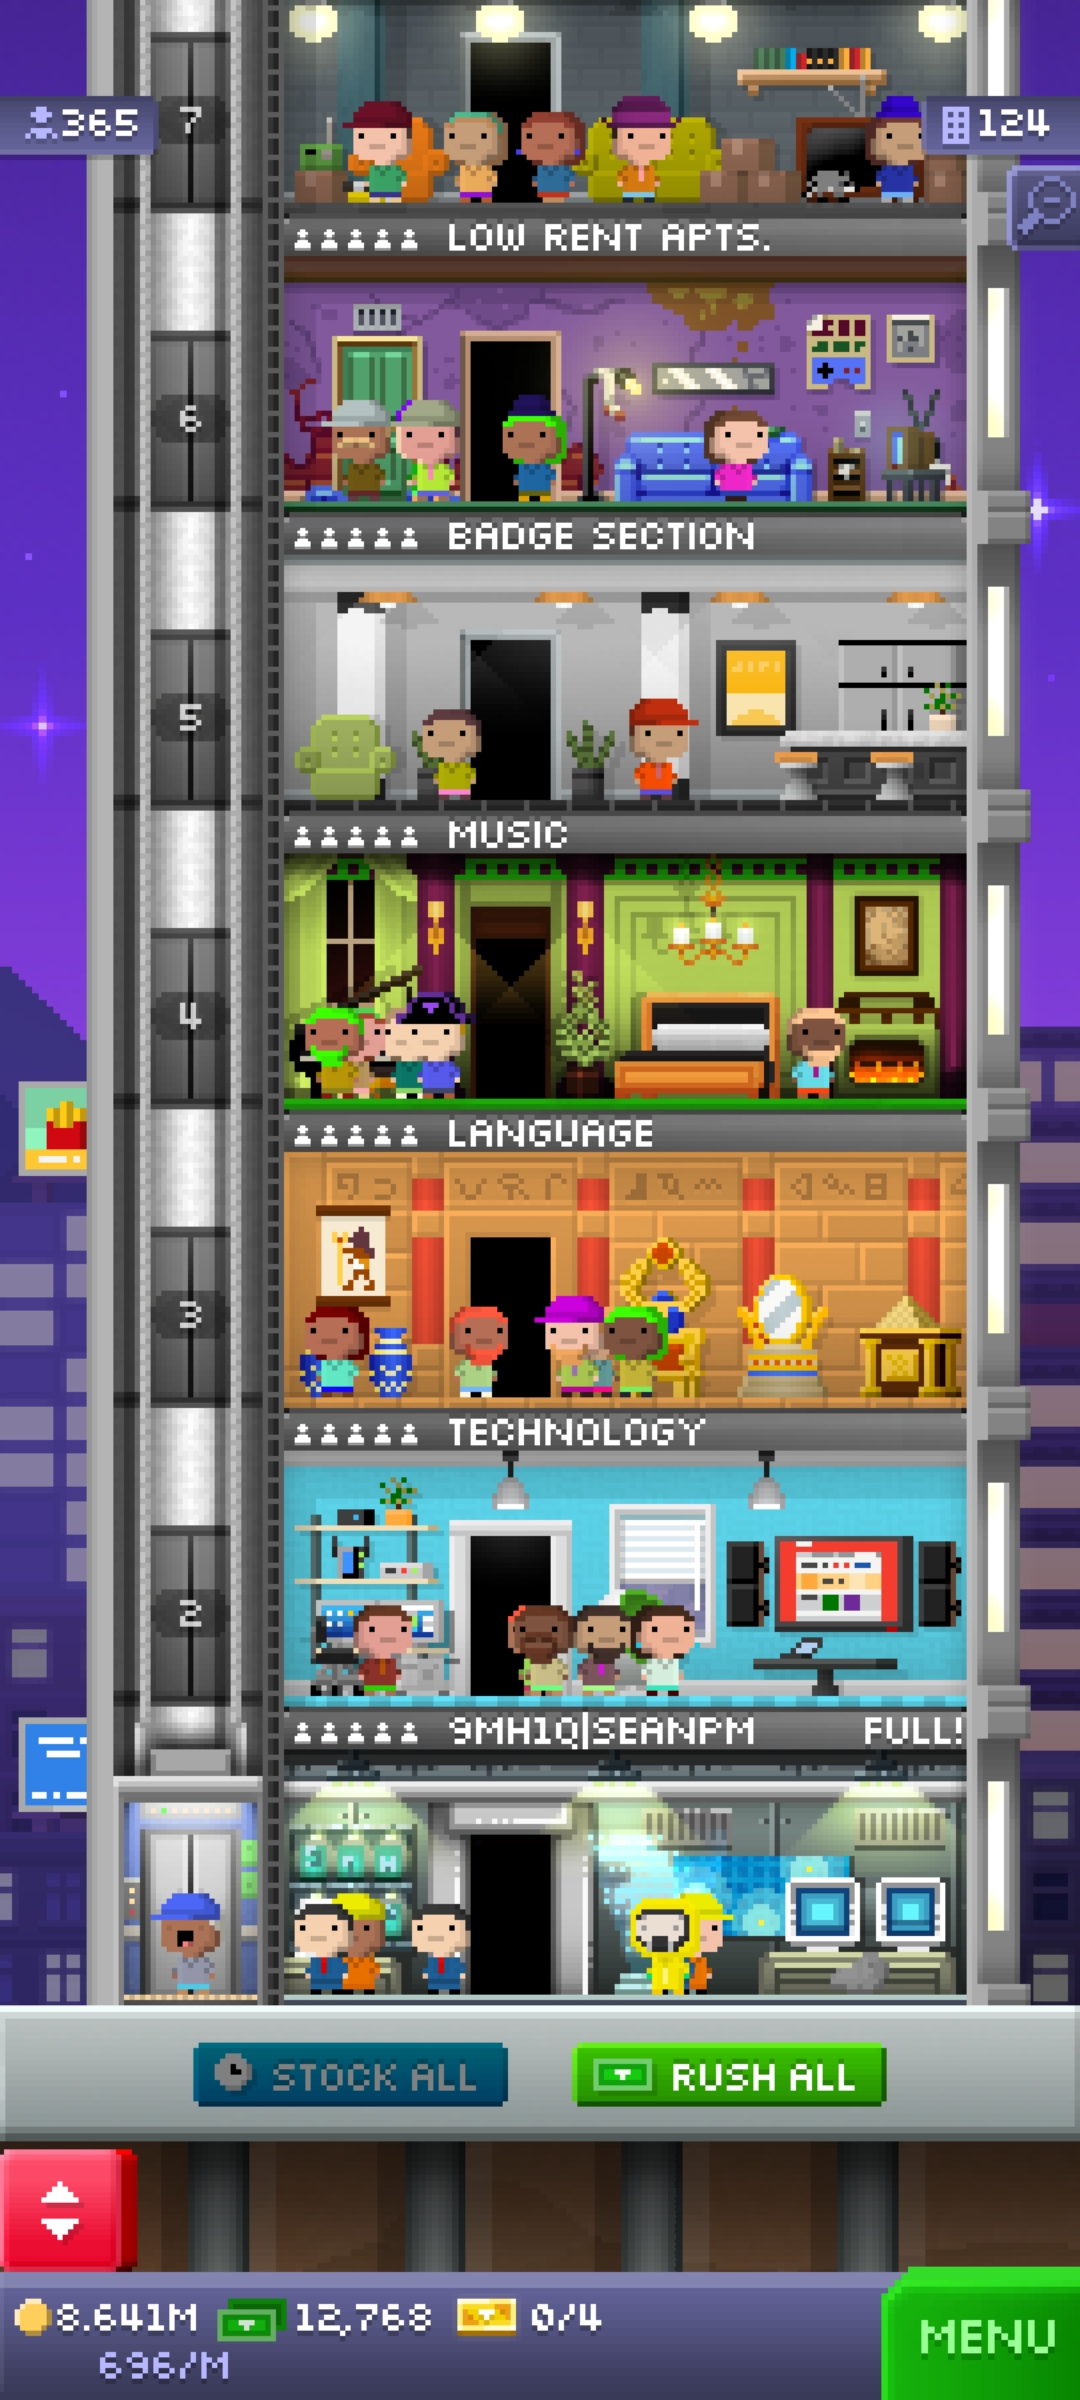 365
7
124
LOW RENT APTS.
6
BADGE SECTION
5
MUSIC
4
LANGUAGE
3
TECHNOLOGY
2
9MH1Q|SEANPM FULL!
STOCK ALL
RUSH ALL
8.641M
12,768
0/4
696/M
MENU